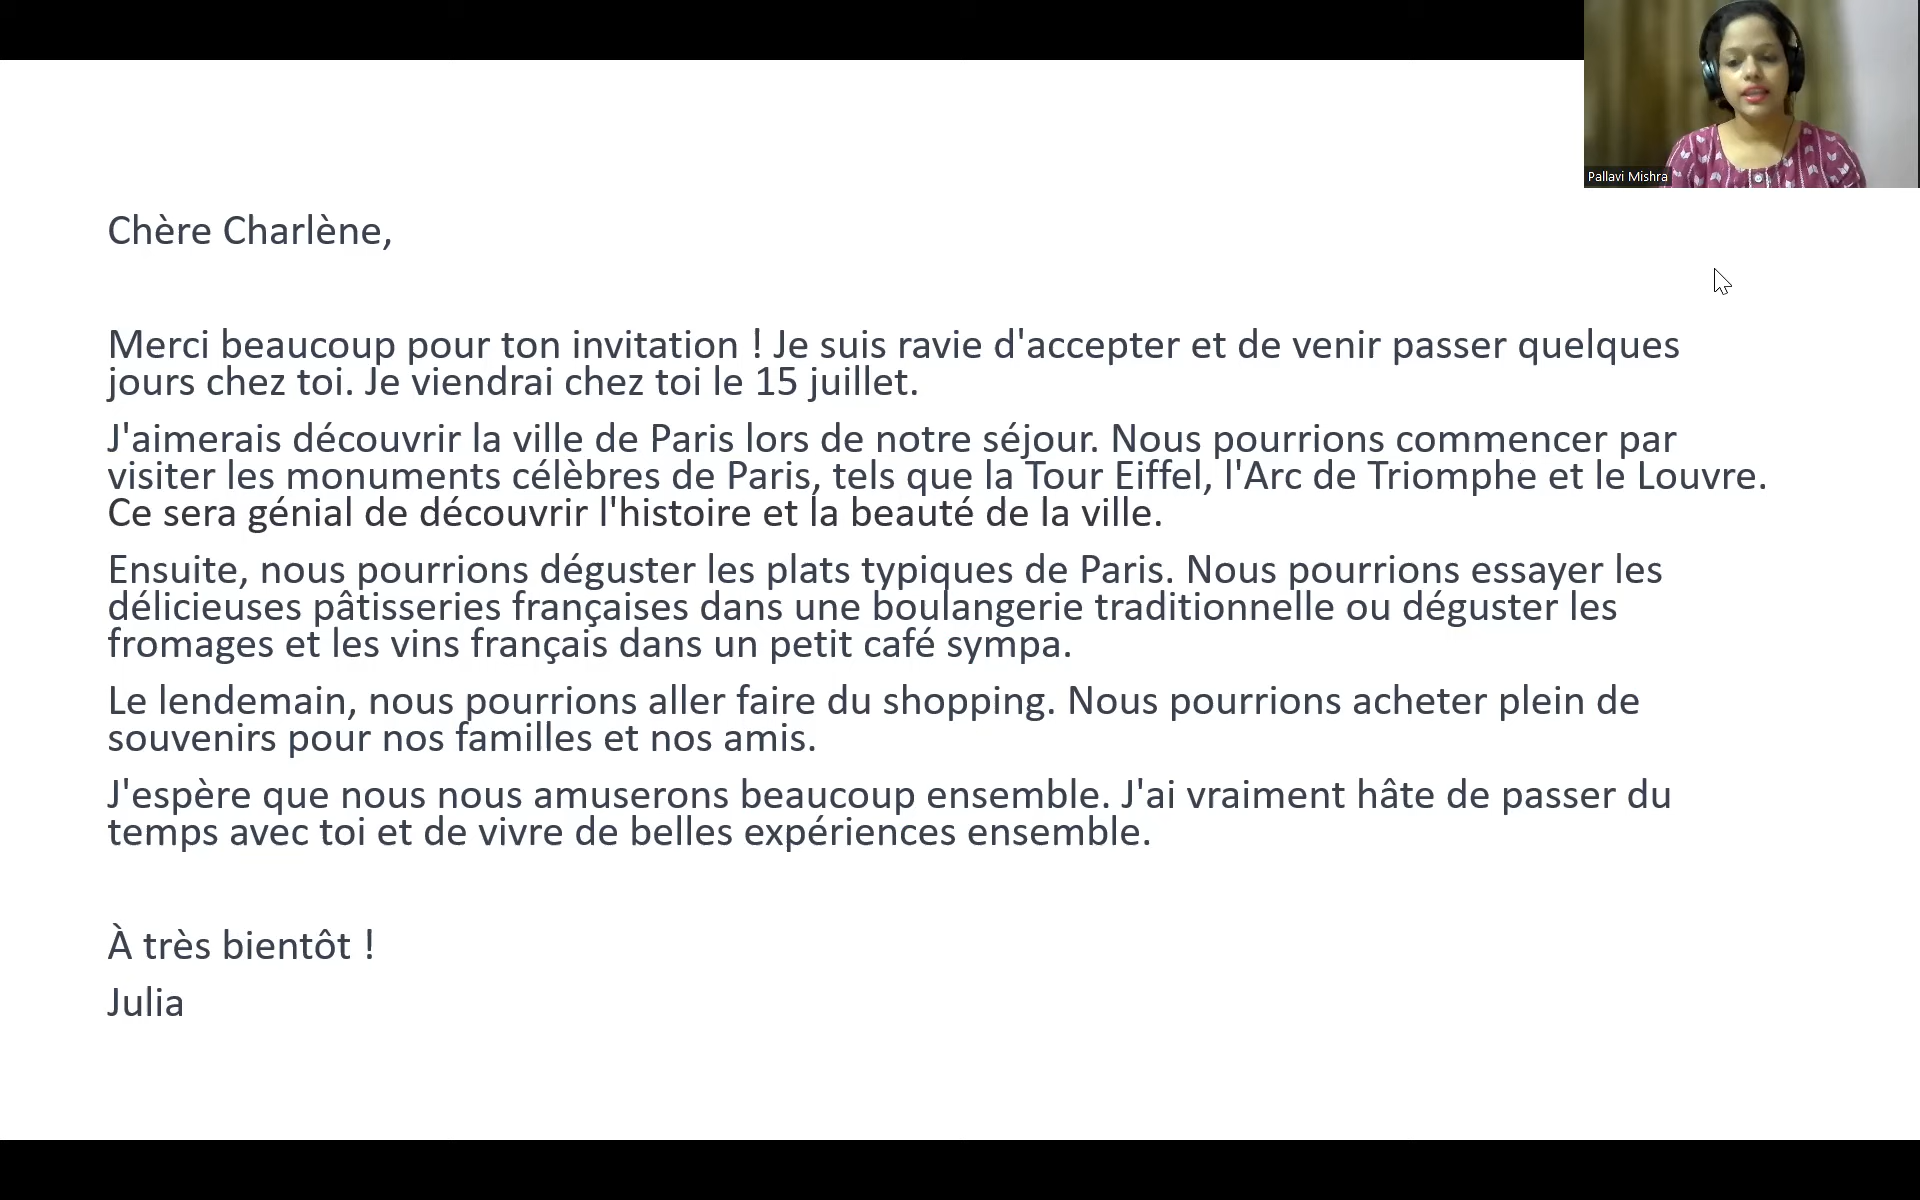 Pallavi Mishra
Chère Charlène,
Merci beaucoup pour ton invitation ! Je suis ravie d'accepter et de venir passer quelques
jours chez toi. Je viendrai chez toi le 15 juillet.
J'aimerais découvrir la ville de Paris lors de notre séjour. Nous pourrions commencer par
visiter les monuments célèbres de Paris, tels que la Tour Eiffel, l'Arc de Triomphe et le Louvre.
Ce sera génial de découvrir l'histoire et la beauté de la ville.
Ensuite, nous pourrions déguster les plats typiques de Paris. Nous pourrions essayer les
délicieuses pâtisseries françaises dans une boulangerie traditionnelle ou déguster les
fromages et les vins français dans un petit café sympa.
Le lendemain, nous pourrions aller faire du shopping. Nous pourrions acheter plein de
souvenirs pour nos familles et nos amis.
J'espère que nous nous amuserons beaucoup ensemble. J'ai vraiment hâte de passer du
temps avec toi et de vivre de belles expériences ensemble.
À très bientôt !
Julia